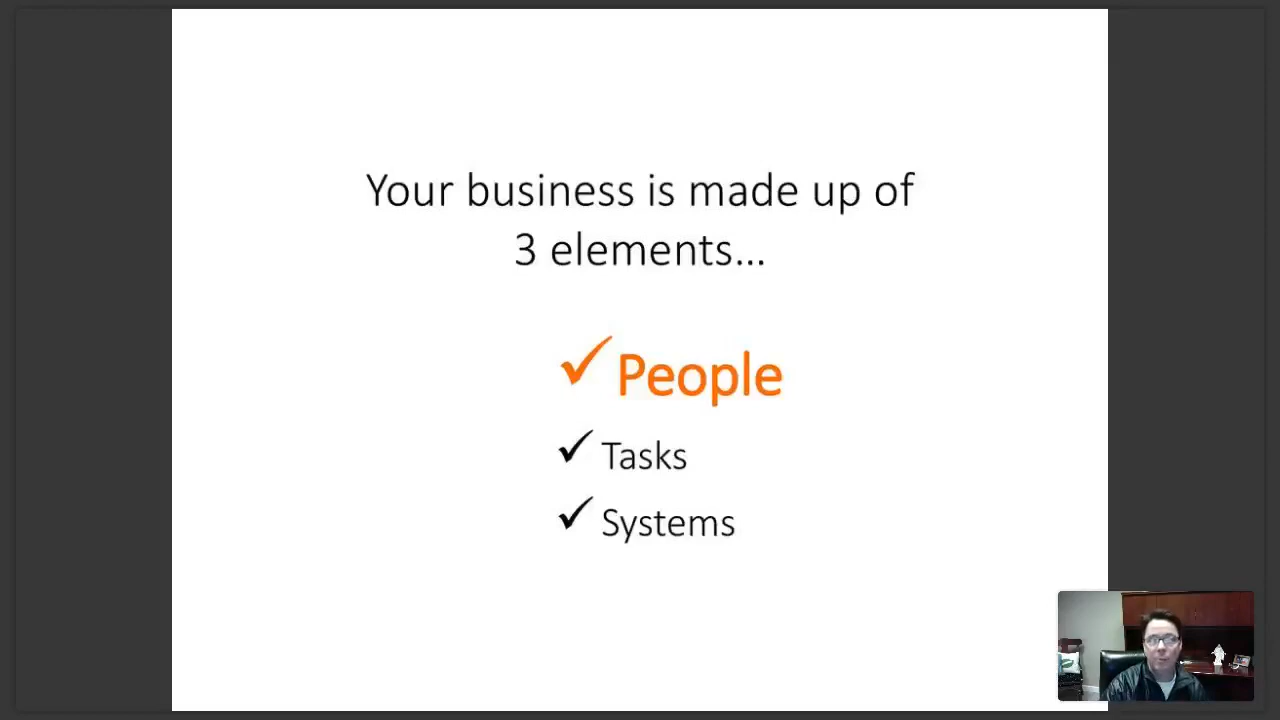 Your business is made up of
3 elements...
✓ People
✓ Tasks
✓ Systems